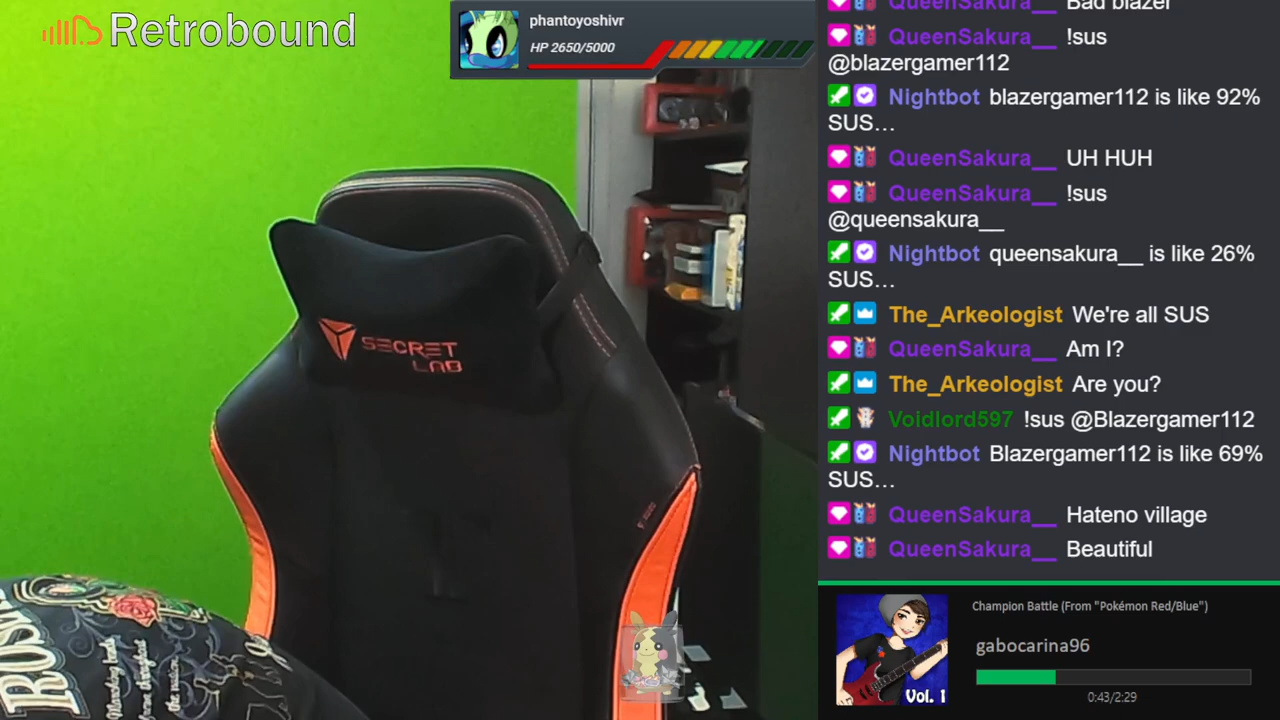 Retrobound
phantoyoshivr
HP 2650/5000
QueenSakura__ Bad blazer
QueenSakura__ !sus
@blazergamer112
Nightbot blazergamer112 is like 92%
SUS...
QueenSakura__ UH HUH
QueenSakura__ !sus
@queensakura__
Nightbot queensakura__ is like 26%
SUS...
The_Arkeologist We're all SUS
QueenSakura__ Am I?
The_Arkeologist Are you?
Voidlord597 !sus @Blazergamer112
Nightbot Blazergamer112 is like 69%
SUS...
QueenSakura__ Hateno village
QueenSakura__ Beautiful
SECRET
LAB
Champion Battle (From "Pokémon Red/Blue")
gabocarina96
0:43/2:29
Vol. 1